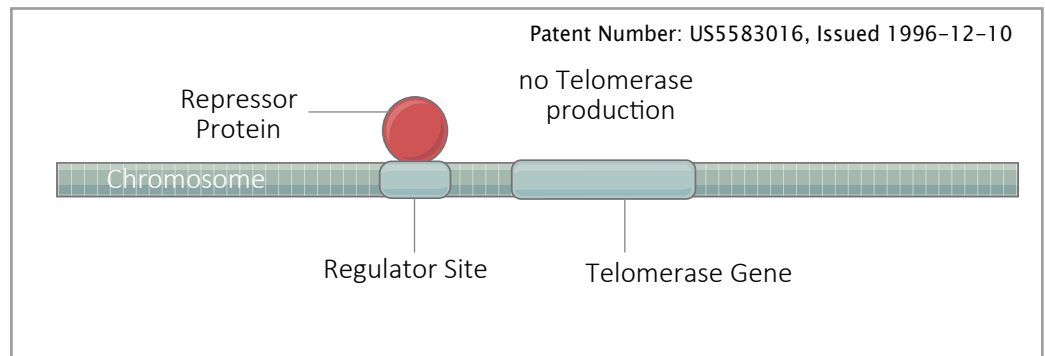 Patent Number: US5583016, Issued 1996-12-10
no Telomerase
production
Repressor
Protein
Chromosome
Regulator Site
Telomerase Gene